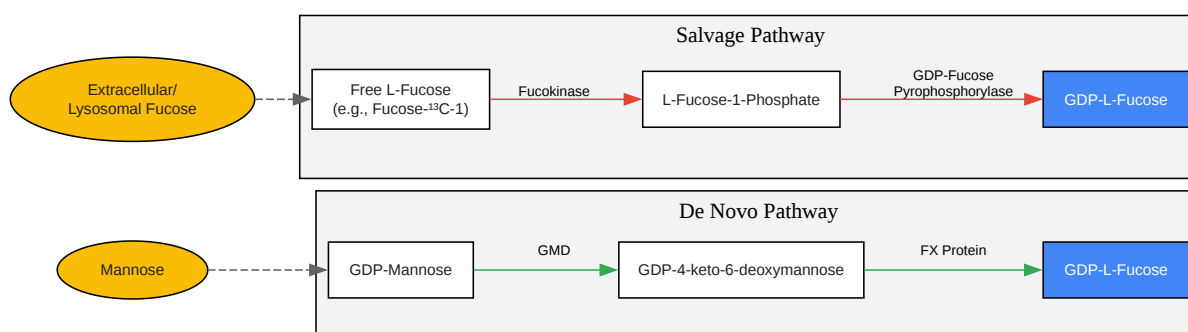 Salvage Pathway
Extracellular/
Lysosomal Fucose
Free L-Fucose
(e.g., Fucose-¹³C-1)
Fucokinase
L-Fucose-1-Phosphate
GDP-Fucose
Pyrophosphorylase
GDP-L-Fucose
De Novo Pathway
Mannose
GDP-Mannose
GMD
GDP-4-keto-6-deoxymannose
FX Protein
GDP-L-Fucose